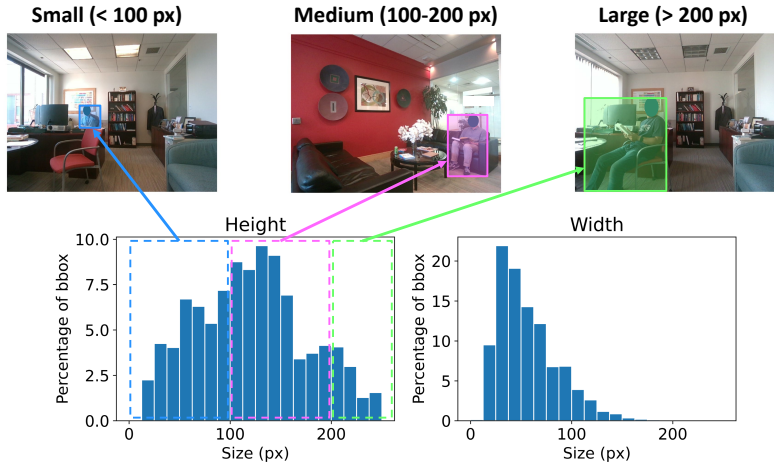 Small (< 100 px)
Medium (100-200 px)
Large (> 200 px)
Height
Width
Percentage of bbox
10.0
7.5
5.0
2.5
0.0
0
100
200
Size (px)
Percentage of bbox
20
15
10
5
0
0
100
200
Size (px)